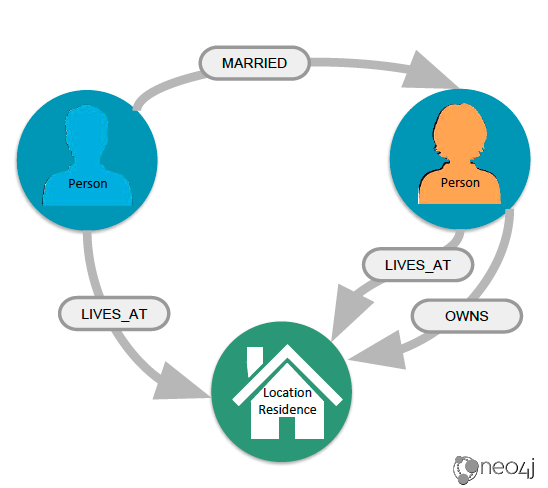 MARRIED
Person
Person
LIVES_AT
LIVES_AT
OWNS
Location
Residence
neo4j